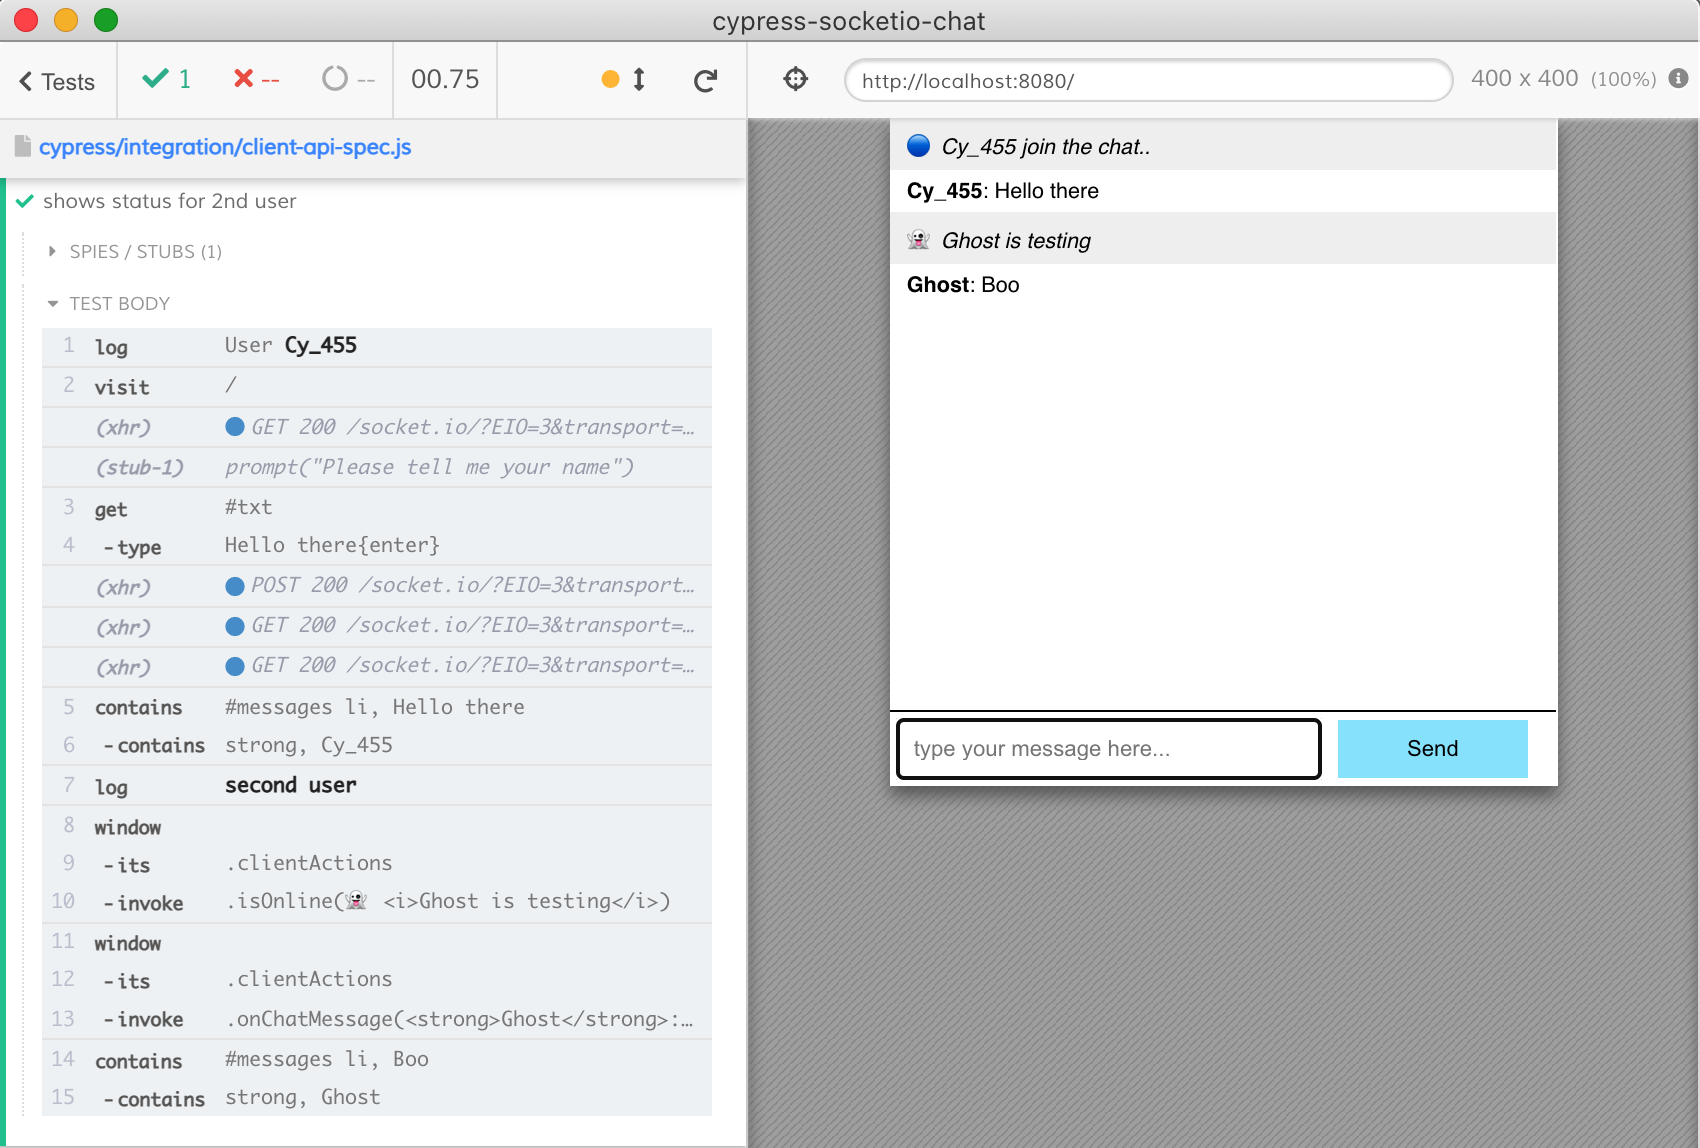 cypress-socketio-chat
Tests 1 -- -- 00.75
http://localhost:8080/ 400 x 400 (100%)
cypress/integration/client-api-spec.js
shows status for 2nd user
SPIES / STUBS (1)
TEST BODY
1 log User Cy_455
2 visit /
(xhr) GET 200 /socket.io/?EIO=3&transport=…
(stub-1) prompt("Please tell me your name")
3 get #txt
4 -type Hello there{enter}
(xhr) POST 200 /socket.io/?EIO=3&transport…
(xhr) GET 200 /socket.io/?EIO=3&transport=…
(xhr) GET 200 /socket.io/?EIO=3&transport=…
5 contains #messages li, Hello there
6 -contains strong, Cy_455
7 log second user
8 window
9 -its .clientActions
10 -invoke .isOnline(👻 <i>Ghost is testing</i>)
11 window
12 -its .clientActions
13 -invoke .onChatMessage(<strong>Ghost</strong>:…
14 contains #messages li, Boo
15 -contains strong, Ghost
🔵 Cy_455 join the chat..
Cy_455: Hello there
👻 Ghost is testing
Ghost: Boo
type your message here...
Send